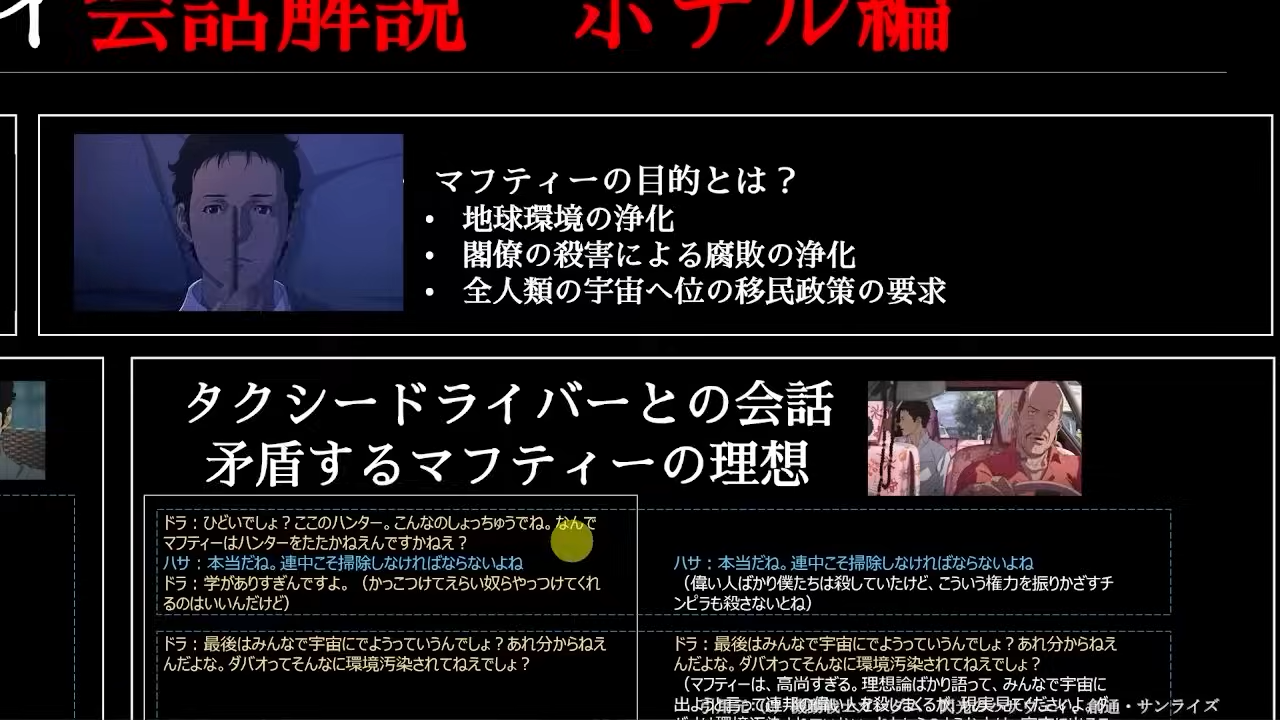 ィ会話解説 ホテル編
マフティーの目的とは？
• 地球環境の浄化
• 閣僚の殺害による腐敗の浄化
• 全人類の宇宙へ位の移民政策の要求
タクシードライバーとの会話
矛盾するマフティーの理想
ドラ：ひどいでしょ？ここのハンター。こんなのしょっちゅうでね。なんで
マフティーはハンターをたたかねえんですかねえ？
ハサ：本当だね。連中こそ掃除しなければならないよね
ドラ：学がありすぎんですよ。（かっこつけてえらい奴らやっつけてくれ
るのはいいんだけど）
ハサ：本当だね。連中こそ掃除しなければならないよね
（偉い人ばかり僕たちは殺していたけど、こういう権力を振りかざすチ
ンピラも殺さないとね）
ドラ：最後はみんなで宇宙にでようっていうんでしょ？あれ分からねえ
んだよな。ダバオってそんなに環境汚染されてねえでしょ？
ドラ：最後はみんなで宇宙にでようっていうんでしょ？あれ分からねえ
んだよな。ダバオってそんなに環境汚染されてねえでしょ？
（マフティーは、高尚すぎる。理想論ばかり語って、みんなで宇宙に
創通・サンライズ